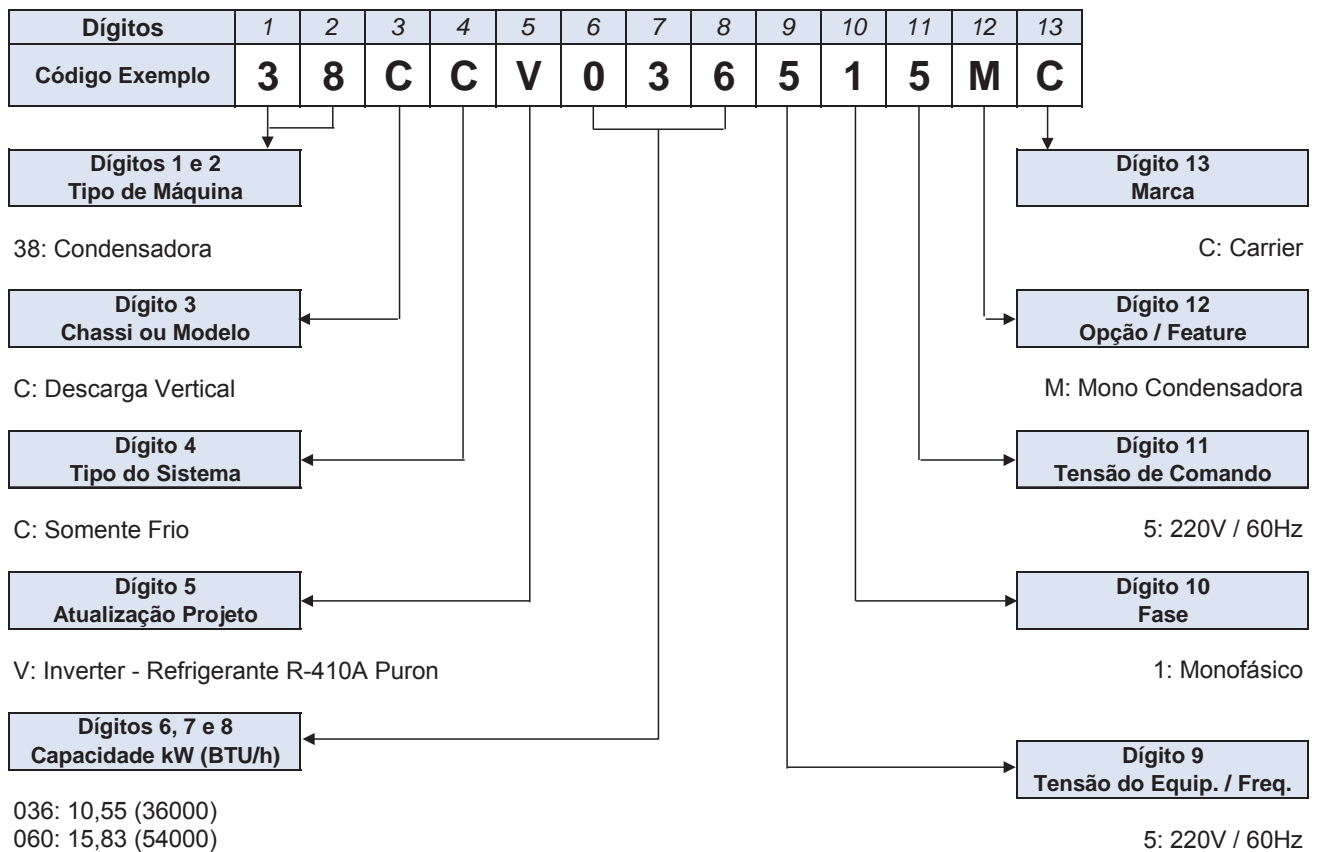 Dígitos 1 2 3 4 5 6 7 8 9 10 11 12 13
Código Exemplo 3 8 C C V 0 3 6 5 1 5 M C
Dígitos 1 e 2
Tipo de Máquina
38: Condensadora
Dígito 3
Chassi ou Modelo
C: Descarga Vertical
Dígito 4
Tipo do Sistema
C: Somente Frio
Dígito 5
Atualização Projeto
V: Inverter - Refrigerante R-410A Puron
Dígitos 6, 7 e 8
Capacidade kW (BTU/h)
036: 10,55 (36000)
060: 15,83 (54000)
Dígito 13
Marca
C: Carrier
Dígito 12
Opção / Feature
M: Mono Condensadora
Dígito 11
Tensão de Comando
5: 220V / 60Hz
Dígito 10
Fase
1: Monofásico
Dígito 9
Tensão do Equip. / Freq.
5: 220V / 60Hz